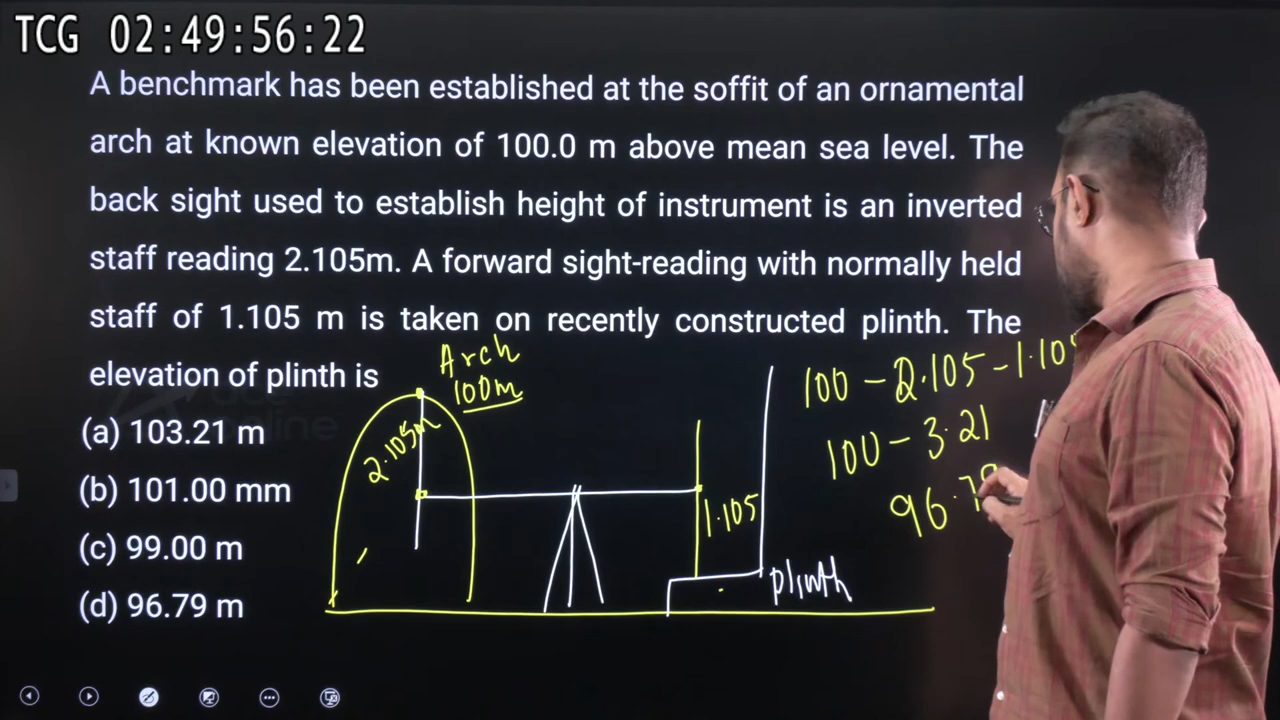 TCG 02:49:56:22
A benchmark has been established at the soffit of an ornamental
arch at known elevation of 100.0 m above mean sea level. The
back sight used to establish height of instrument is an inverted
staff reading 2.105m. A forward sight-reading with normally held
staff of 1.105 m is taken on recently constructed plinth. The
elevation of plinth is
(a) 103.21 m
(b) 101.00 mm
(c) 99.00 m
(d) 96.79 m
Arch
100m
2.105m
1.105
plinth
100 - 2.105 - 1.105
100 - 3.21
96.79
online